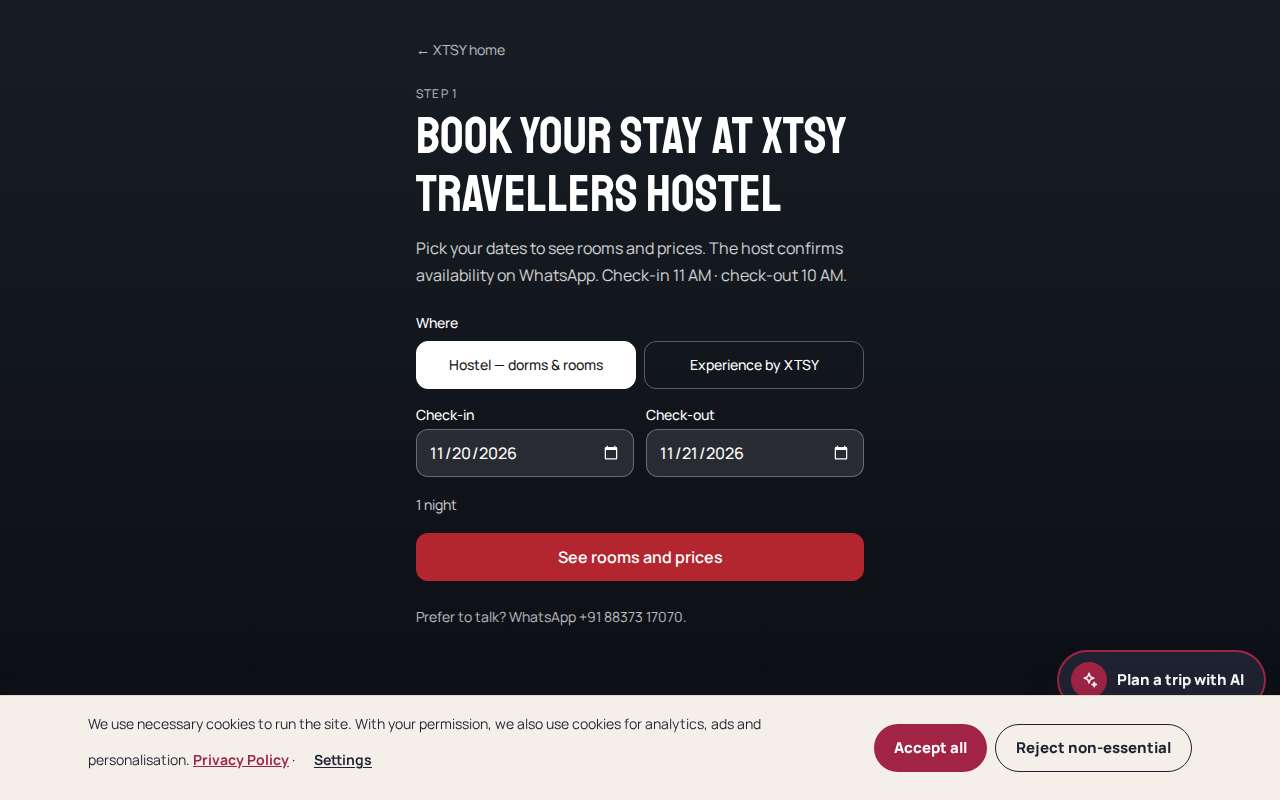 ← XTSY home
STEP 1
BOOK YOUR STAY AT XTSY
TRAVELLERS HOSTEL
Pick your dates to see rooms and prices. The host confirms
availability on WhatsApp. Check-in 11 AM · check-out 10 AM.
Where
Hostel — dorms & rooms
Experience by XTSY
Check-in
Check-out
11/20/2026
11/21/2026
1 night
See rooms and prices
Prefer to talk? WhatsApp +91 88373 17070.
Plan a trip with AI
We use necessary cookies to run the site. With your permission, we also use cookies for analytics, ads and
personalisation. Privacy Policy · Settings
Accept all
Reject non-essential